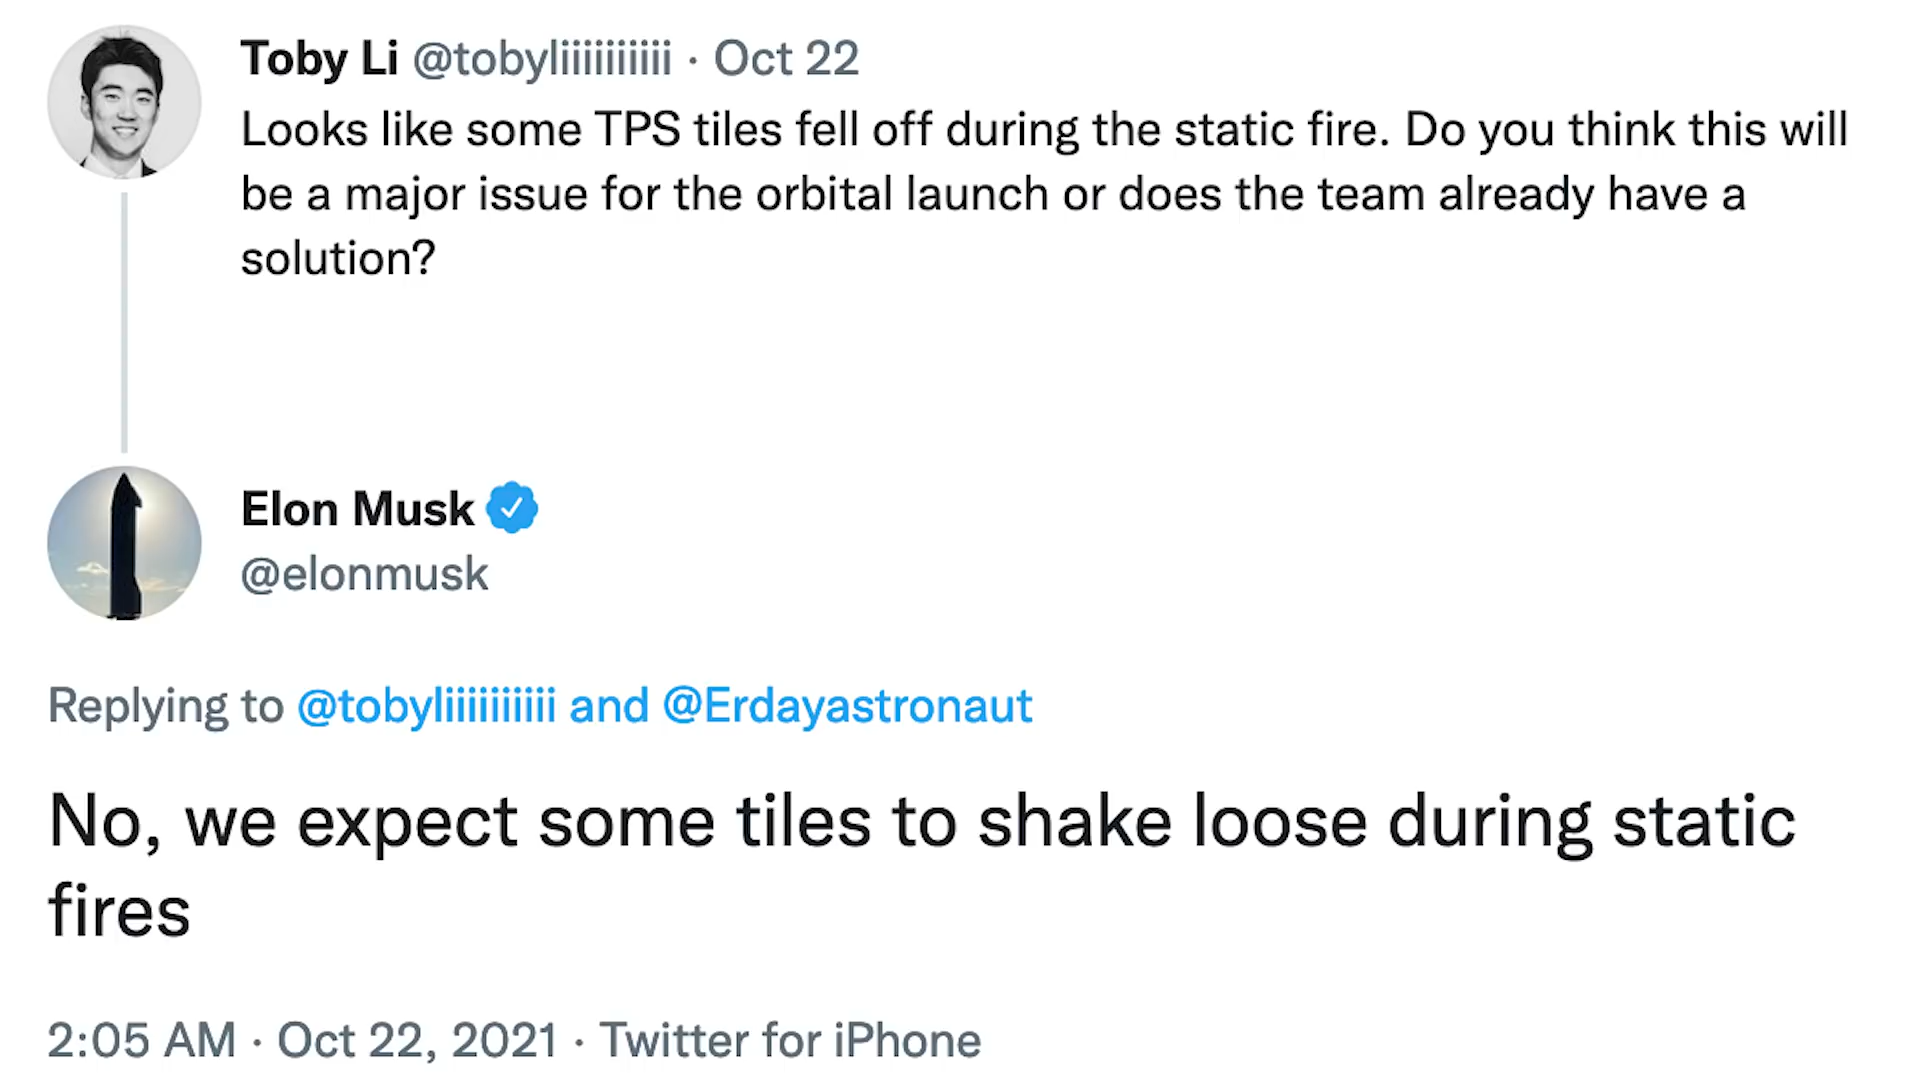 Toby Li @tobyliiiiiiiiiii · Oct 22
Looks like some TPS tiles fell off during the static fire. Do you think this will
be a major issue for the orbital launch or does the team already have a
solution?
Elon Musk
@elonmusk
Replying to @tobyliiiiiiiiiii and @Erdayastronaut
No, we expect some tiles to shake loose during static
fires
2:05 AM · Oct 22, 2021 · Twitter for iPhone